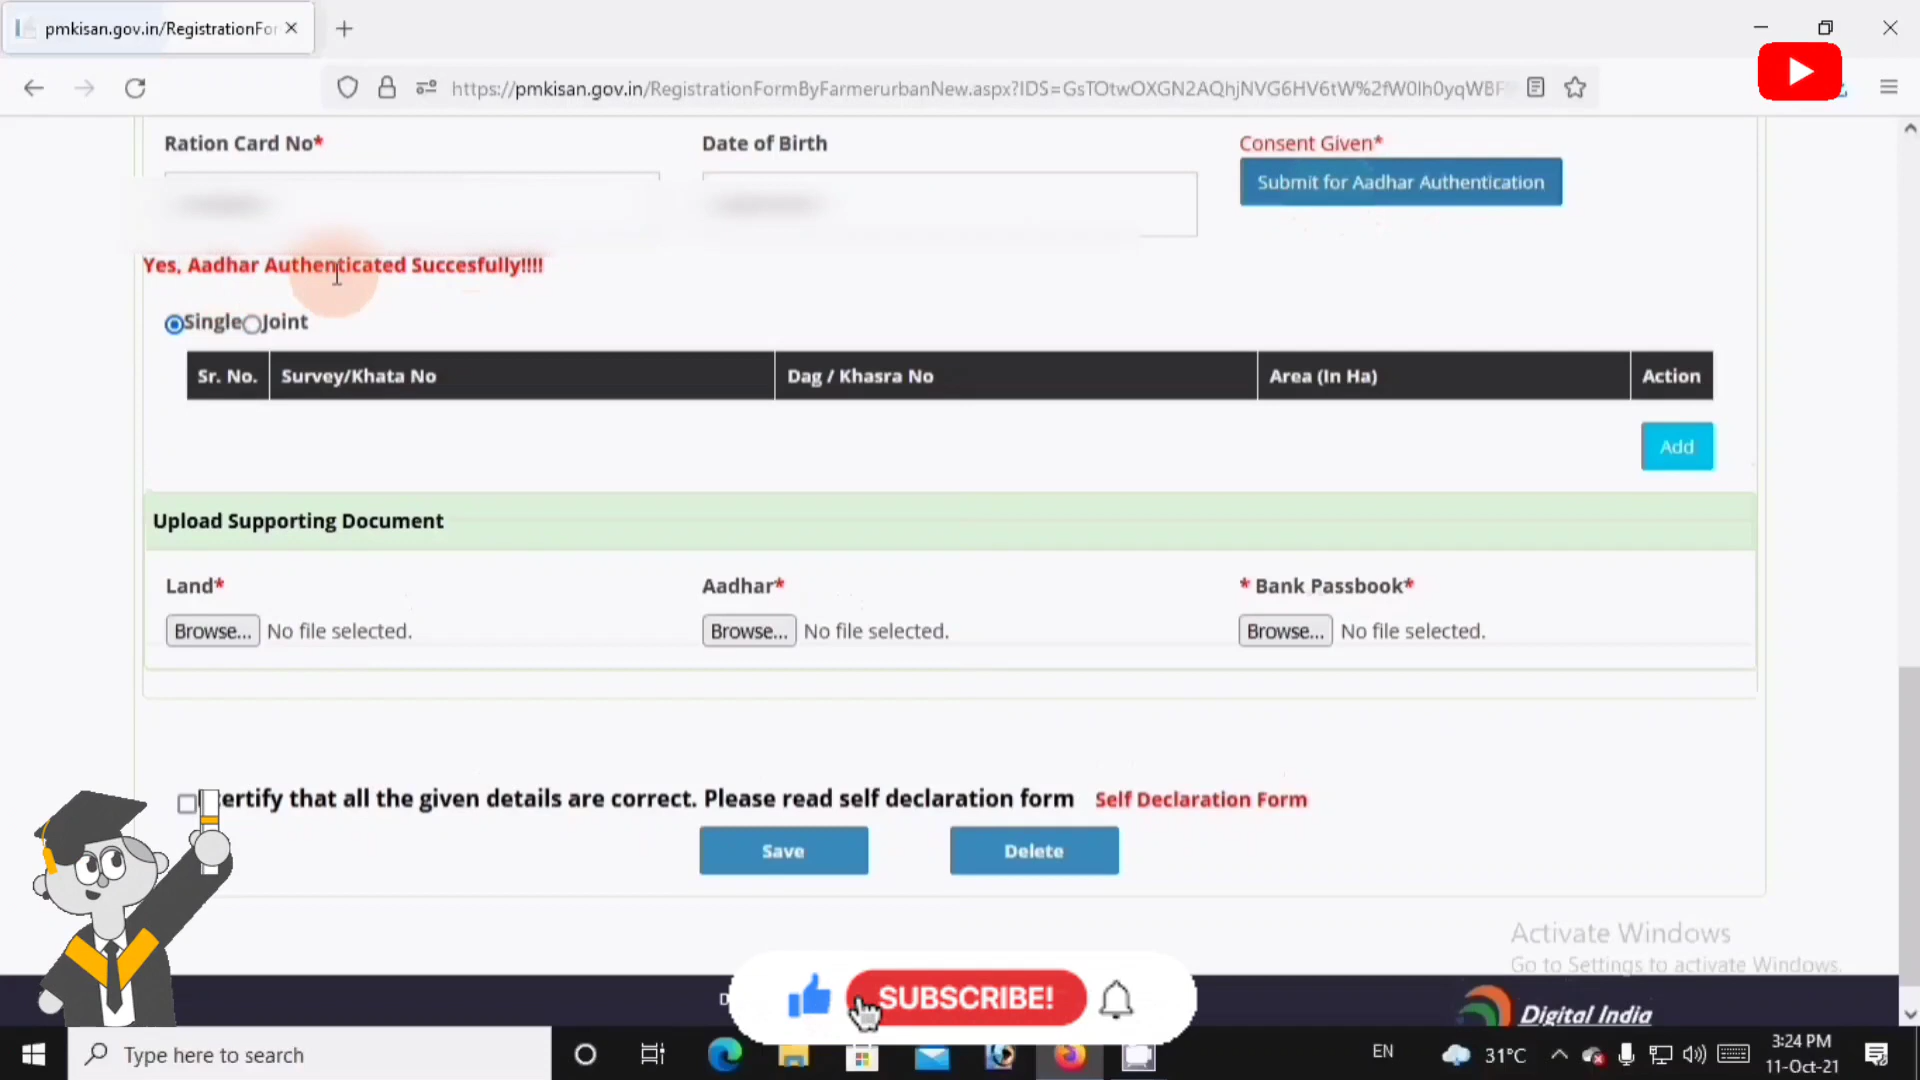 pmkisan.gov.in/RegistrationFor
https://pmkisan.gov.in/RegistrationFormByFarmerurbanNew.aspx?IDS=GsTOtwOXGN2AQhjNVG6HV6tW%2fW0lh0yqWBF
Ration Card No* Date of Birth Consent Given*
Submit for Aadhar Authentication
Yes, Aadhar Authenticated Succesfully!!!!
Single Joint
Sr. No. Survey/Khata No Dag / Khasra No Area (In Ha) Action
Add
Upload Supporting Document
Land* Aadhar* * Bank Passbook*
Browse... No file selected. Browse... No file selected. Browse... No file selected.
certify that all the given details are correct. Please read self declaration form Self Declaration Form
Save Delete
Activate Windows
Go to Settings to activate Windows.
SUBSCRIBE!
Digital India
Type here to search
EN
31°C
3:24 PM
11-Oct-21